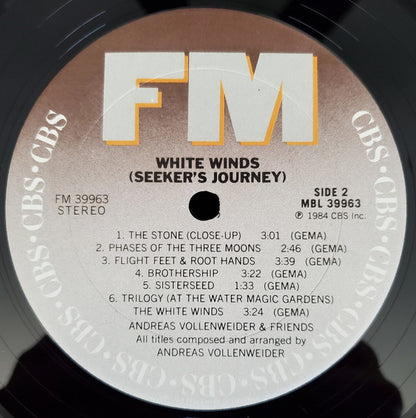 FM
WHITE WINDS
(SEEKER'S JOURNEY)
FM 39963
STEREO
SIDE 2
MBL 39963
℗ 1984 CBS Inc.
1. THE STONE (CLOSE-UP) 3:01 (GEMA)
2. PHASES OF THE THREE MOONS 2:46 (GEMA)
3. FLIGHT FEET & ROOT HANDS 3:39 (GEMA)
4. BROTHERSHIP 3:22 (GEMA)
5. SISTERSEED 1:33 (GEMA)
6. TRILOGY (AT THE WATER MAGIC GARDENS)
THE WHITE WINDS 3:24 (GEMA)
ANDREAS VOLLENWEIDER & FRIENDS
All titles composed and arranged by
ANDREAS VOLLENWEIDER
CBS · CBS · CBS · CBS · CBS · CBS · CBS · CBS · CBS